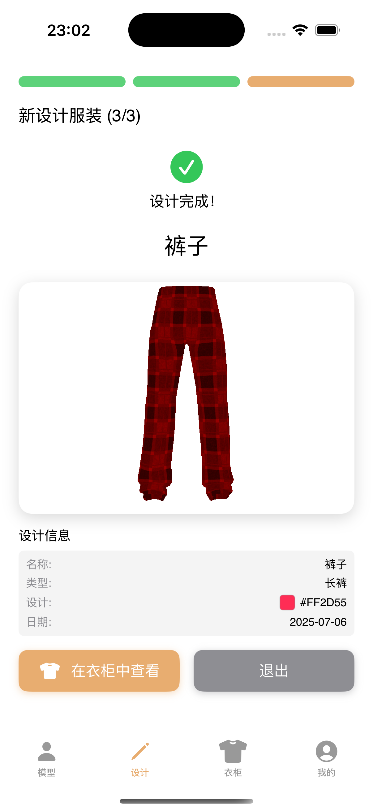 23:02
新设计服装 (3/3)
设计完成！
裤子
设计信息
名称: 裤子
类型: 长裤
设计: #FF2D55
日期: 2025-07-06
在衣柜中查看 退出
模型 设计 衣柜 我的